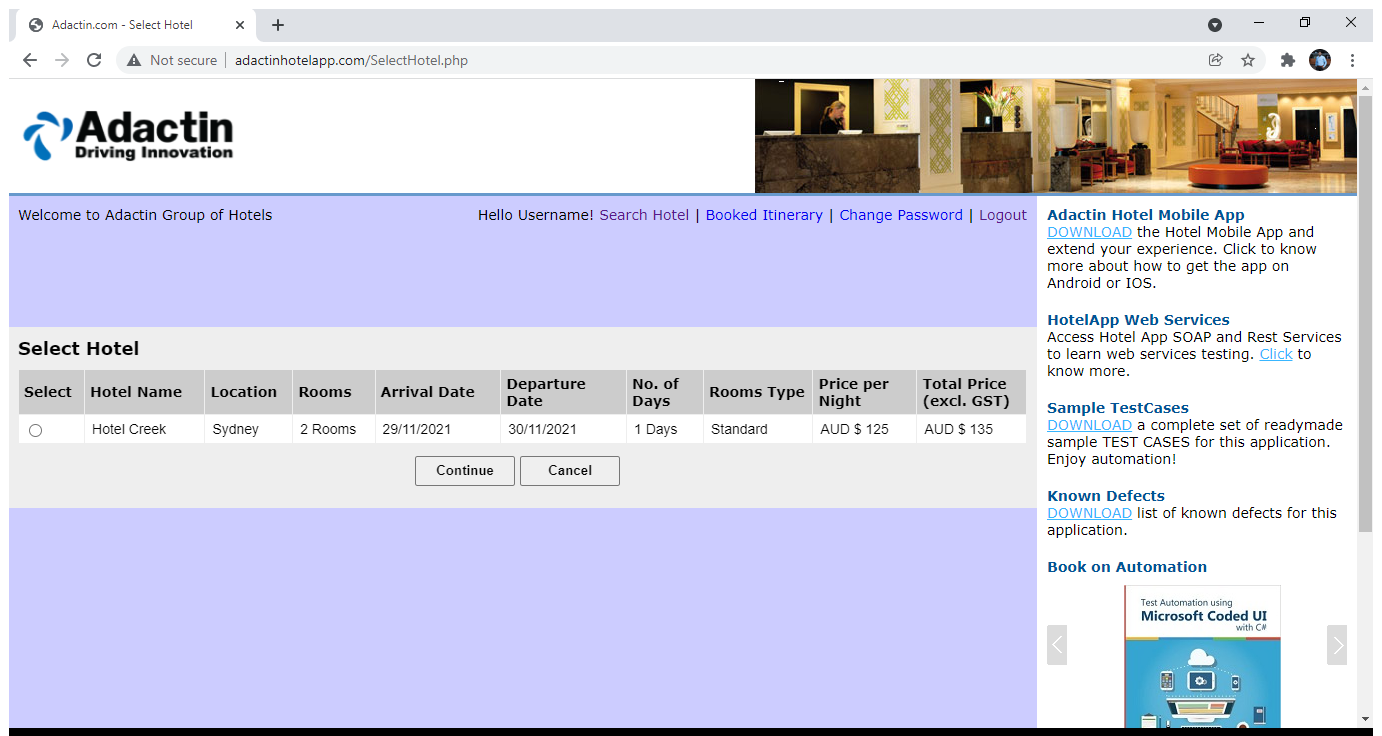 Adactin.com - Select Hotel
Not secure | adactinhotelapp.com/SelectHotel.php
Adactin
Driving Innovation
Welcome to Adactin Group of Hotels
Hello Username! Search Hotel | Booked Itinerary | Change Password | Logout
Select Hotel
Select Hotel Name Location Rooms Arrival Date Departure Date No. of Days Rooms Type Price per Night Total Price (excl. GST)
Hotel Creek Sydney 2 Rooms 29/11/2021 30/11/2021 1 Days Standard AUD $ 125 AUD $ 135
Continue Cancel
Adactin Hotel Mobile App
DOWNLOAD the Hotel Mobile App and
extend your experience. Click to know
more about how to get the app on
Android or IOS.
HotelApp Web Services
Access Hotel App SOAP and Rest Services
to learn web services testing. Click to
know more.
Sample TestCases
DOWNLOAD a complete set of readymade
sample TEST CASES for this application.
Enjoy automation!
Known Defects
DOWNLOAD list of known defects for this
application.
Book on Automation
Test Automation using
Microsoft Coded UI
with C#